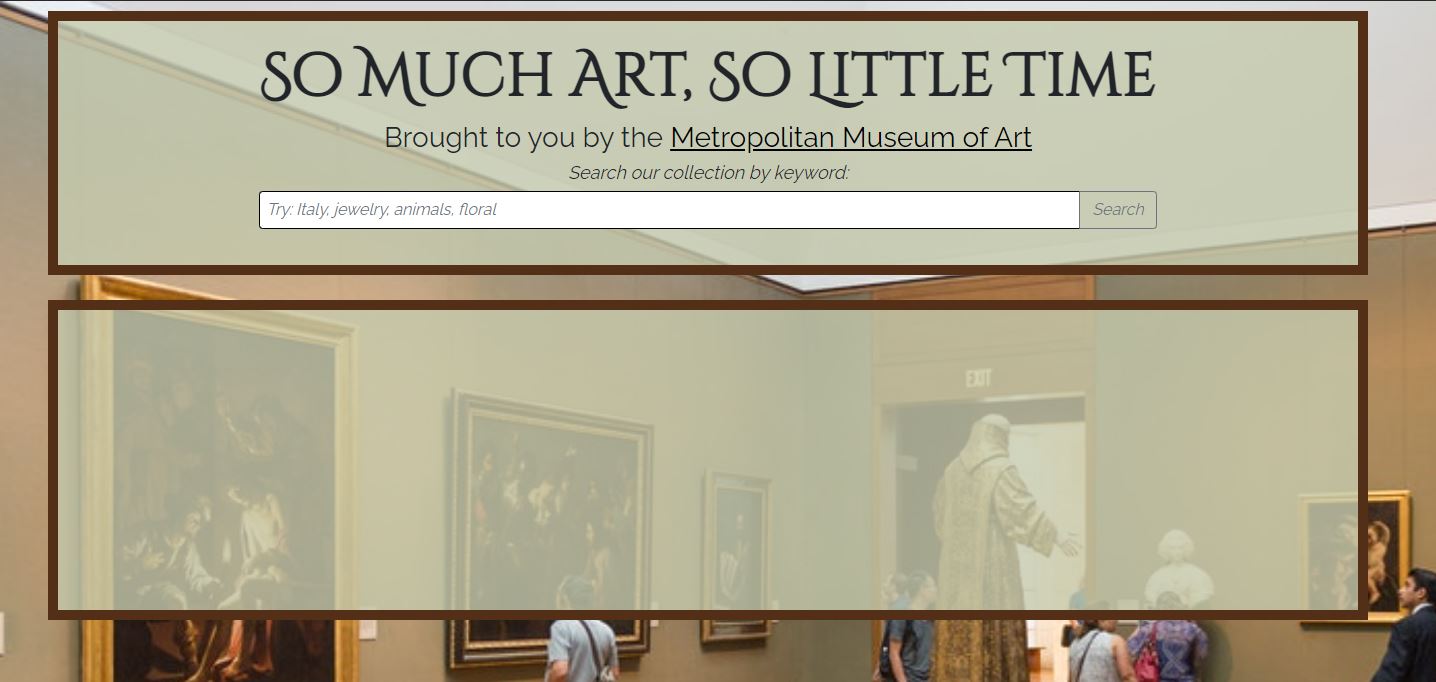 So Much Art, So Little Time
Brought to you by the Metropolitan Museum of Art
Search our collection by keyword:
Try: Italy, jewelry, animals, floral
Search
EXIT